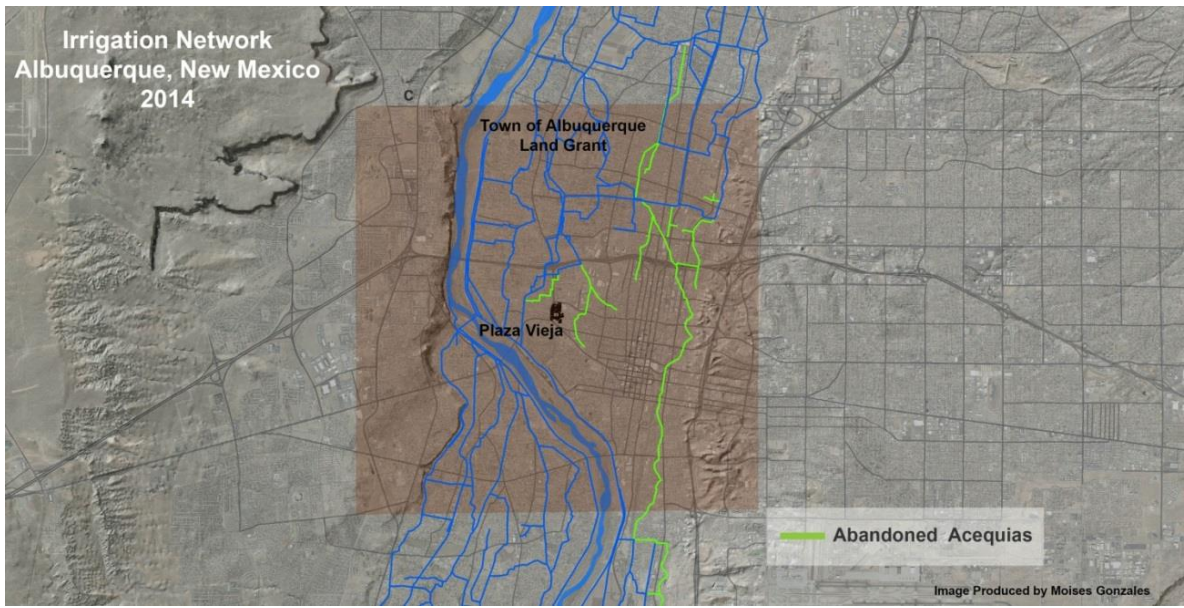 Irrigation Network
Albuquerque, New Mexico
2014
C
Town of Albuquerque
Land Grant
Plaza Vieja
Abandoned Acequias
Image Produced by Moises Gonzales